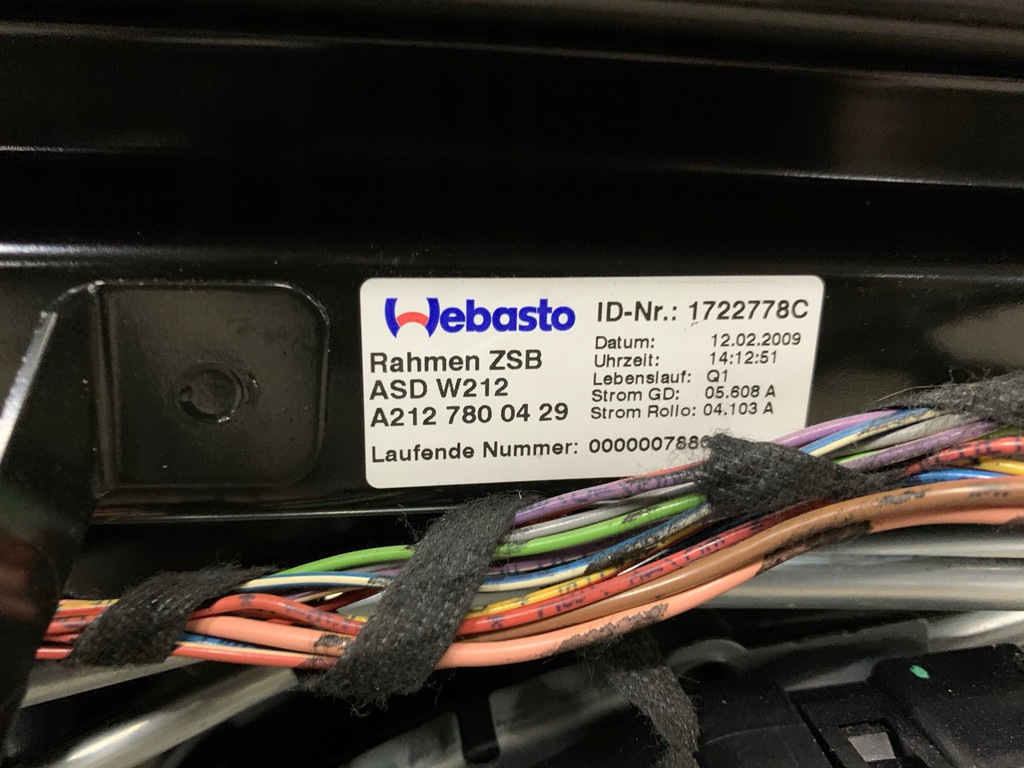 Webasto
Rahmen ZSB
ASD W212
A212 780 04 29
ID-Nr.: 1722778C
Datum: 12.02.2009
Uhrzeit: 14:12:51
Lebenslauf: Q1
Strom GD: 05.608 A
Strom Rollo: 04.103 A
Laufende Nummer: